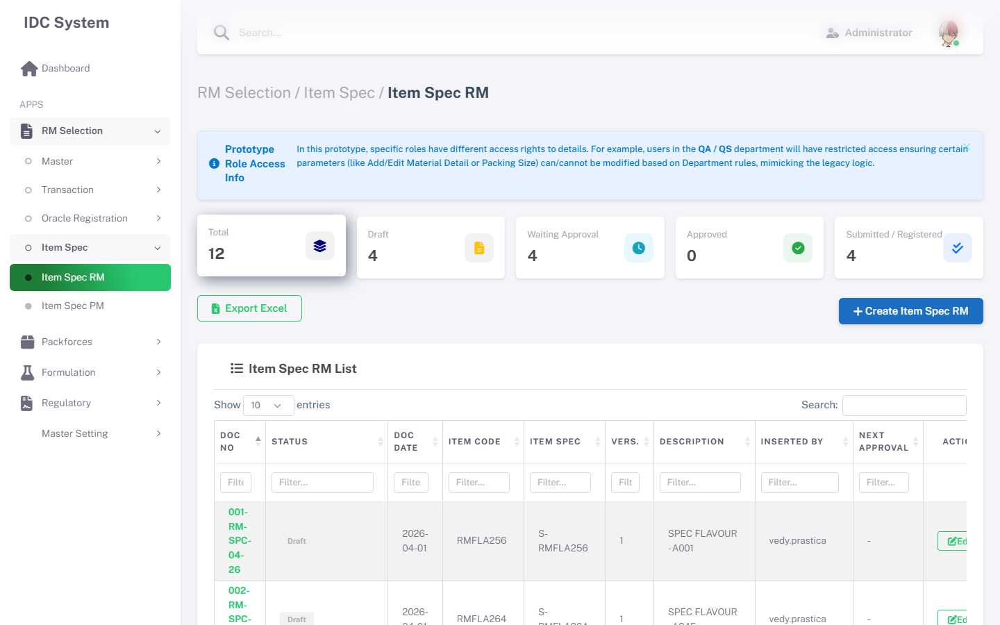 IDC System
Search...
Administrator
Dashboard
APPS
RM Selection
Master
Transaction
Oracle Registration
Item Spec
Item Spec RM
Item Spec PM
Packforces
Formulation
Regulatory
Master Setting
RM Selection / Item Spec / Item Spec RM
Prototype
Role Access
Info
In this prototype, specific roles have different access rights to details. For example, users in the QA / QS department will have restricted access ensuring certain
parameters (like Add/Edit Material Detail or Packing Size) can/cannot be modified based on Department rules, mimicking the legacy logic.
Total
12
Draft
4
Waiting Approval
4
Approved
0
Submitted / Registered
4
Export Excel
Create Item Spec RM
Item Spec RM List
Show 10 entries
Search:
DOC
NO
STATUS
DOC
DATE
ITEM CODE
ITEM SPEC
VERS.
DESCRIPTION
INSERTED BY
NEXT
APPROVAL
ACTIO
Filte
Filter...
Filte
Filter...
Filter...
Filt
Filter...
Filter...
Filter...
001-
RM-
SPC-
04-
26
Draft
2026-
04-01
RMFLA256
S-
RMFLA256
1
SPEC FLAVOUR
- A001
vedy.prastica
-
Ed
002-
RM-
SPC-
Draft
2026-
04-01
RMFLA264
S-
RMFLA264
1
SPEC FLAVOUR
vedy.prastica
-
Ed